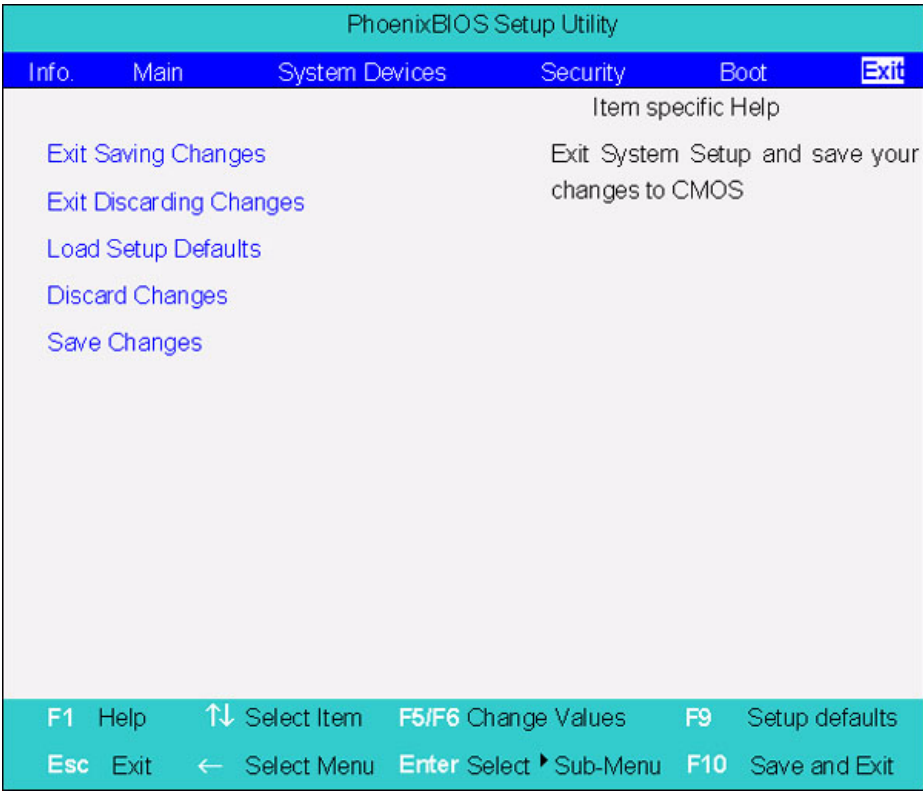 PhoenixBIOS Setup Utility
Info. Main System Devices Security Boot Exit
Item specific Help
Exit Saving Changes
Exit Discarding Changes
Load Setup Defaults
Discard Changes
Save Changes
Exit System Setup and save your
changes to CMOS
F1 Help ↑↓ Select Item F5/F6 Change Values F9 Setup defaults
Esc Exit ← Select Menu Enter Select ▶ Sub-Menu F10 Save and Exit